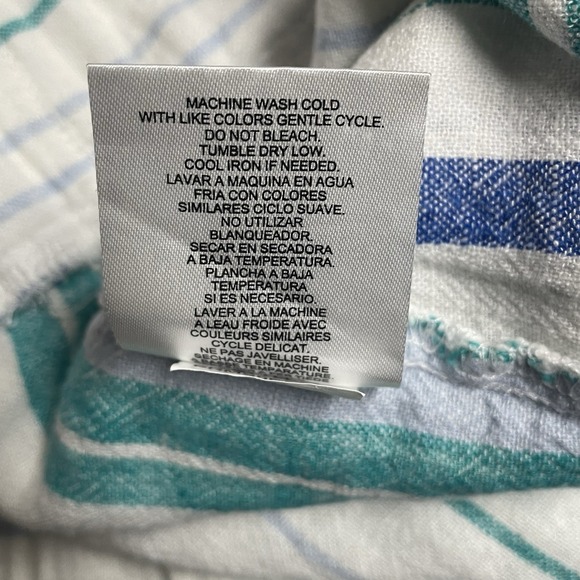 MACHINE WASH COLD
WITH LIKE COLORS GENTLE CYCLE.
DO NOT BLEACH.
TUMBLE DRY LOW.
COOL IRON IF NEEDED.
LAVAR A MAQUINA EN AGUA
FRIA CON COLORES
SIMILARES CICLO SUAVE.
NO UTILIZAR
BLANQUEADOR.
SECAR EN SECADORA
A BAJA TEMPERATURA.
PLANCHA A BAJA
TEMPERATURA
SI ES NECESARIO.
LAVER A LA MACHINE
A LEAU FROIDE AVEC
COULEURS SIMILAIRES
CYCLE DELICAT.
NE PAS JAVELLISER.
SECHAGE EN MACHINE